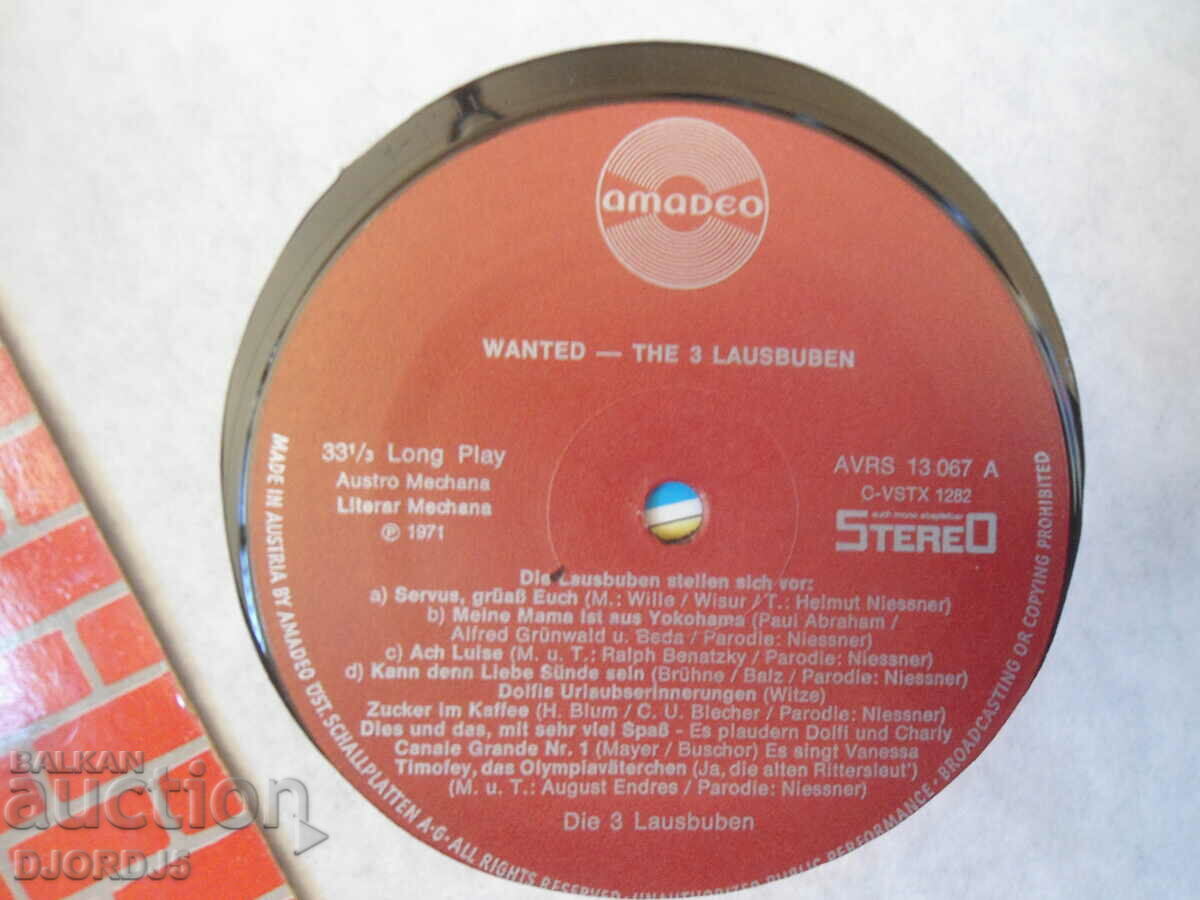 amadeo
WANTED — THE 3 LAUSBUBEN
33⅓ Long Play
Austro Mechana
Literar Mechana
Ⓟ 1971
AVRS 13 067 A
C-VSTX 1282
auch mono abspielbar
STEREO
Die Lausbuben stellen sich vor:
a) Servus, grüaß Euch (M.: Wille / Wisur / T.: Helmut Niessner)
b) Meine Mama ist aus Yokohama (Paul Abraham /
Alfred Grünwald u. Beda / Parodie: Niessner)
c) Ach Luise (M. u. T.: Ralph Benatzky / Parodie: Niessner)
d) Kann denn Liebe Sünde sein (Brühne / Balz / Parodie: Niessner)
Dolfis Urlaubserinnerungen (Witze)
Zucker im Kaffee (H. Blum / C. U. Blecher / Parodie: Niessner)
Dies und das, mit sehr viel Spaß - Es plaudern Dolfi und Charly
Canale Grande Nr. 1 (Mayer / Buschor) Es singt Vanessa
Timofey, das Olympiaväterchen (Ja, die alten Rittersleut')
(M. u. T.: August Endres / Parodie: Niessner)
Die 3 Lausbuben
MADE IN AUSTRIA BY AMADEO ÖST. SCHALLPLATTEN A·G· ALL RIGHTS RESERVED · UNAUTHORIZED PUBLIC PERFORMANCE · BROADCASTING OR COPYING PROHIBITED
BALKAN
auction
DJORDJ5